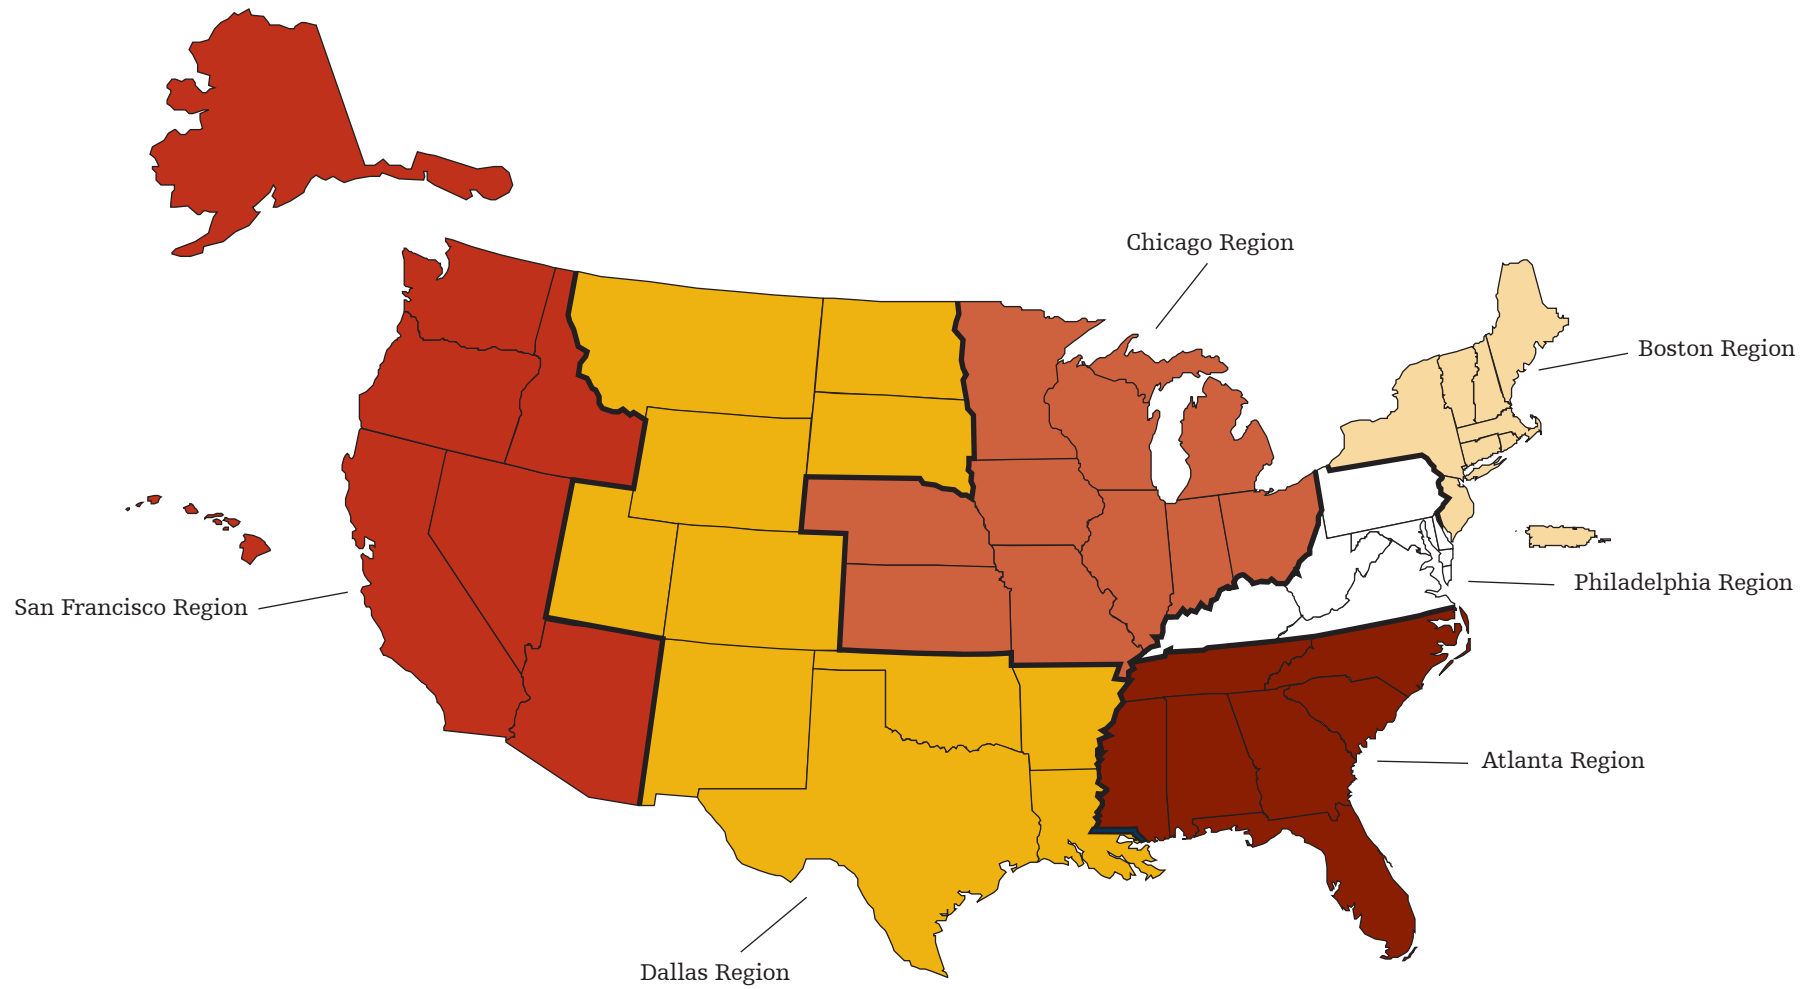 Chicago Region
Boston Region
Philadelphia Region
San Francisco Region
Atlanta Region
Dallas Region